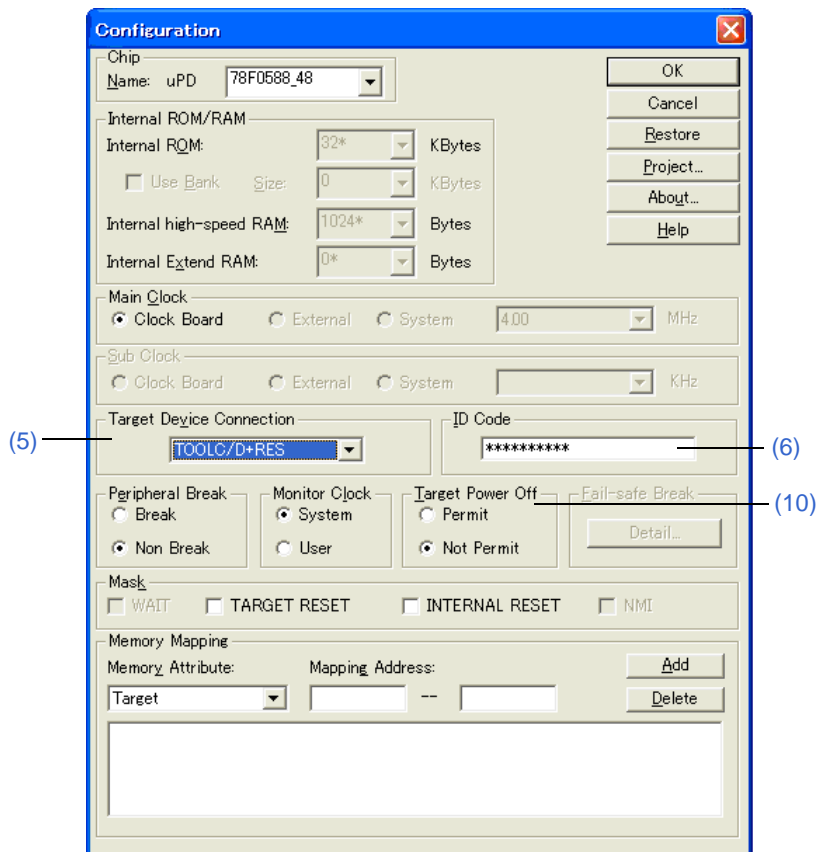 Configuration
Chip
Name: uPD 78F0588_48
OK
Cancel
Restore
Project...
About...
Help
Internal ROM/RAM
Internal ROM: 32* KBytes
Use Bank Size: 0 KBytes
Internal high-speed RAM: 1024* Bytes
Internal Extend RAM: 0* Bytes
Main Clock
Clock Board External System 4.00 MHz
Sub Clock
Clock Board External System KHz
Target Device Connection ID Code
(5) TOOLC/D+RES ********** (6)
Peripheral Break Monitor Clock Target Power Off Fail-safe Break
Break System Permit (10)
Detail...
Non Break User Not Permit
Mask
WAIT TARGET RESET INTERNAL RESET NMI
Memory Mapping
Memory Attribute: Mapping Address: Add
Target -- Delete